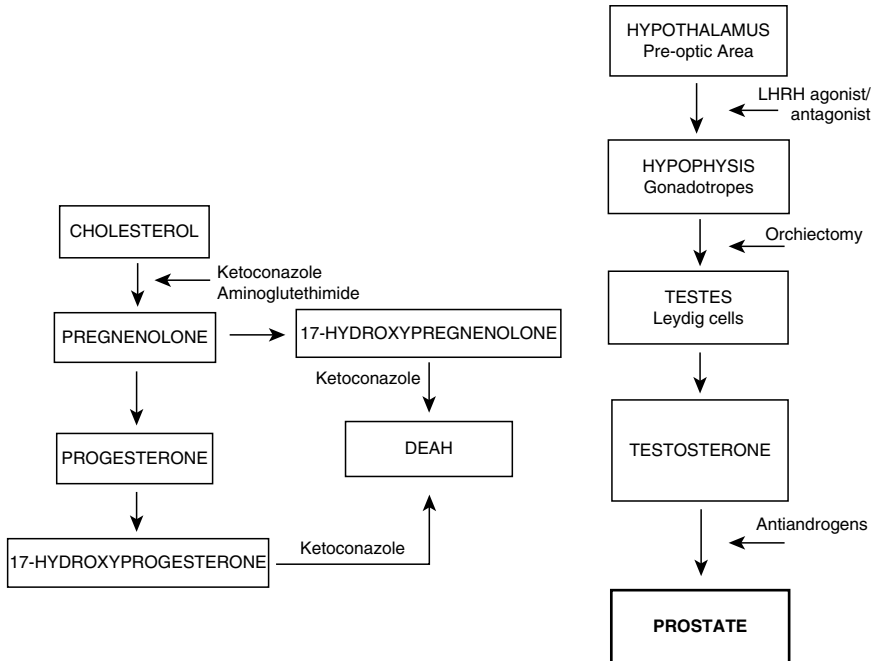 HYPOTHALAMUS
Pre-optic Area
LHRH agonist/
antagonist
HYPOPHYSIS
Gonadotropes
Orchiectomy
TESTES
Leydig cells
TESTOSTERONE
Antiandrogens
PROSTATE
CHOLESTEROL
Ketoconazole
Aminoglutethimide
PREGNENOLONE
17-HYDROXYPREGNENOLONE
Ketoconazole
DEAH
PROGESTERONE
17-HYDROXYPROGESTERONE
Ketoconazole